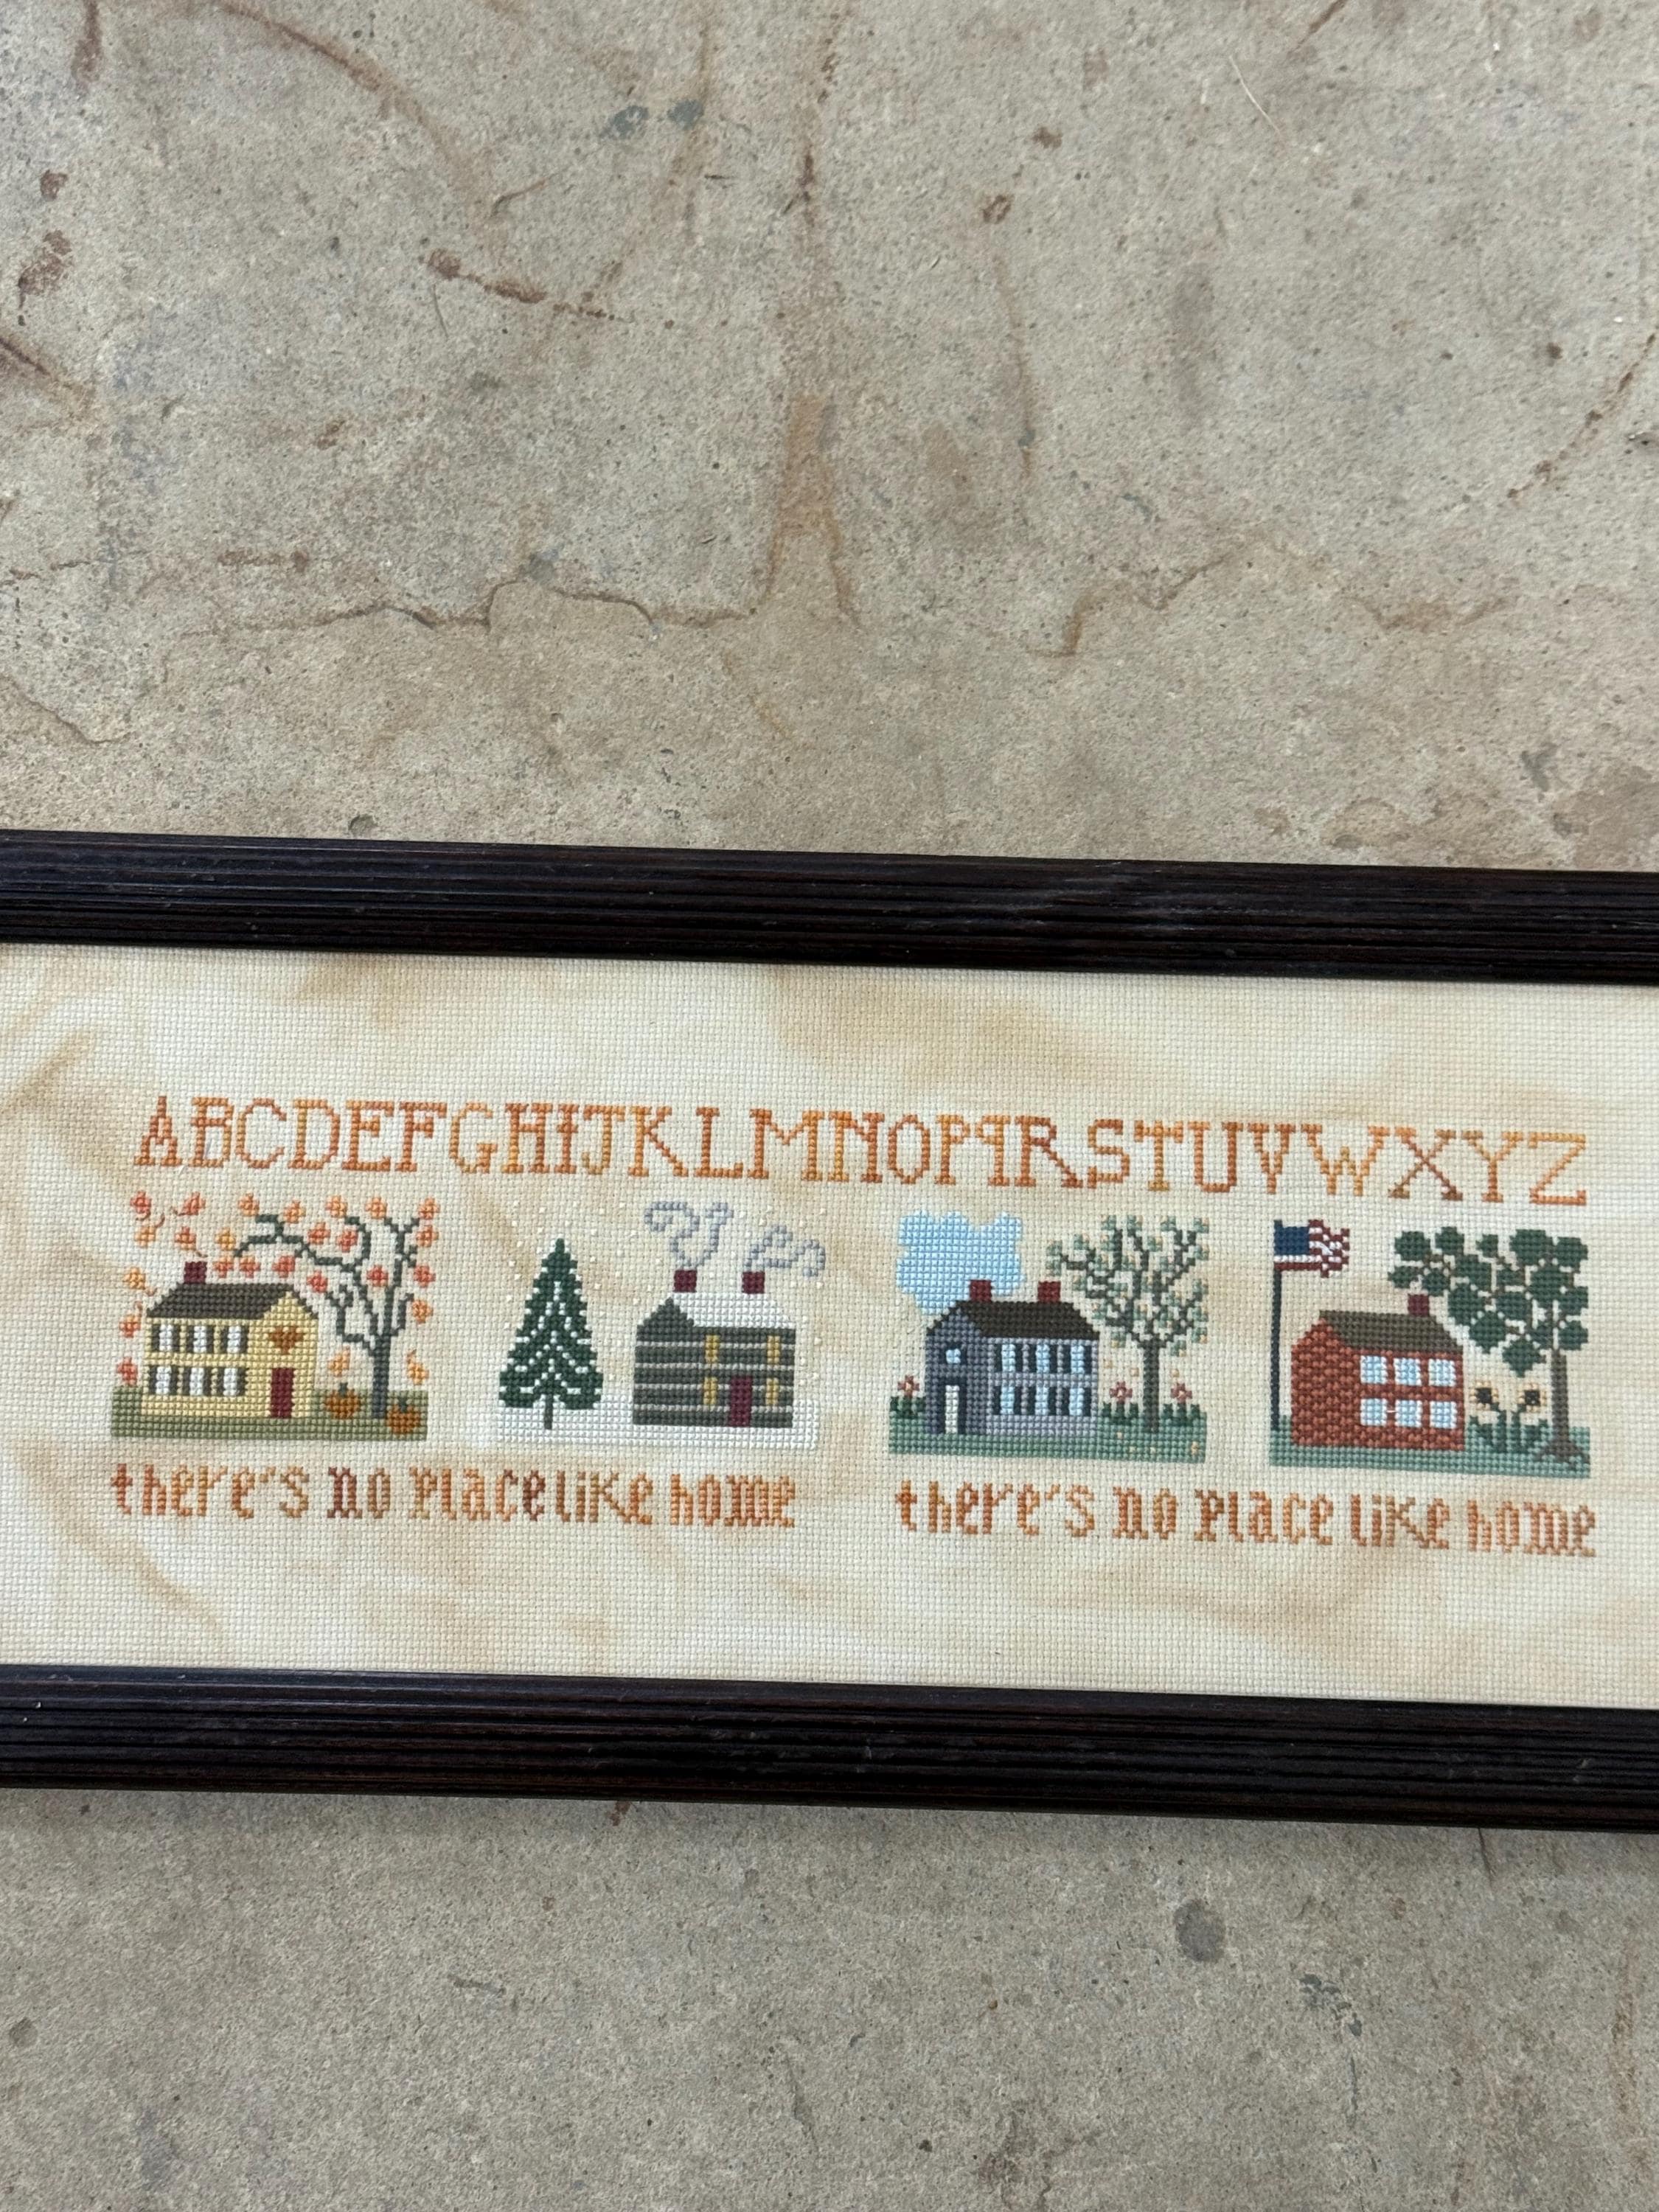 ABCDEFGHIJKLMNOPQRSTUVWXYZ
there's no place like home there's no place like home